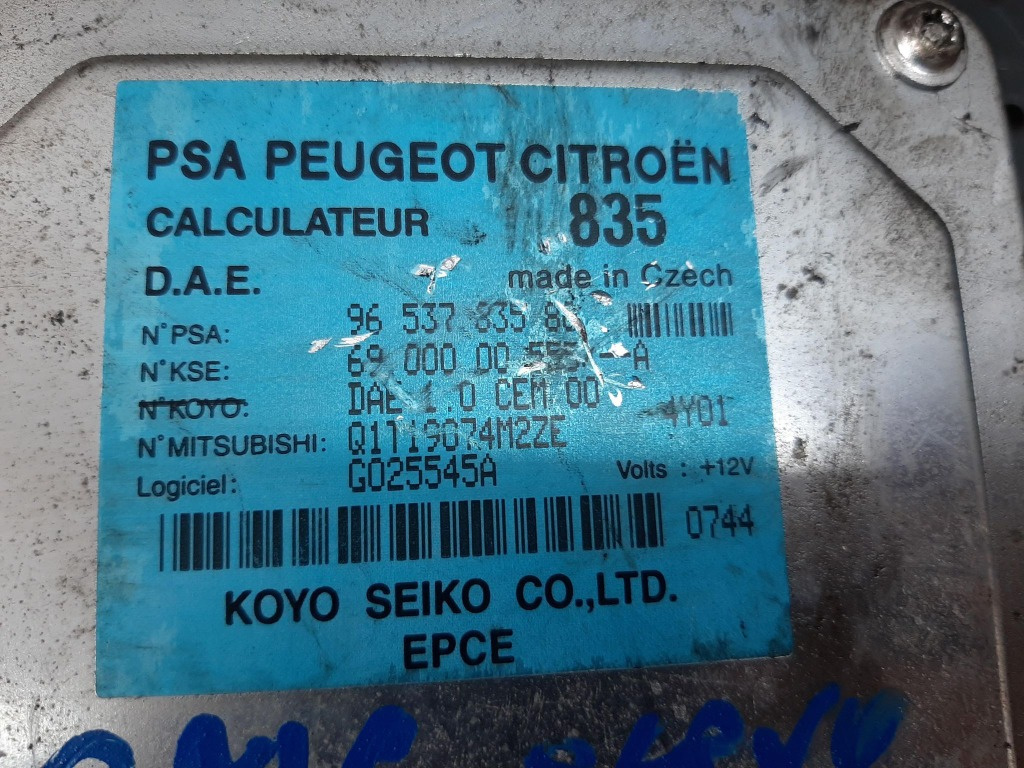 PSA PEUGEOT CITROËN
CALCULATEUR 835
D.A.E. made in Czech
N°PSA: 96 537 835
N°KSE: 69 000 00 A
N°KOYO: DAE 1.0 CEM 00
N°MITSUBISHI: Q1T19074M2ZE 4Y01
Logiciel: G025545A Volts : +12V
0744
KOYO SEIKO CO.,LTD.
EPCE